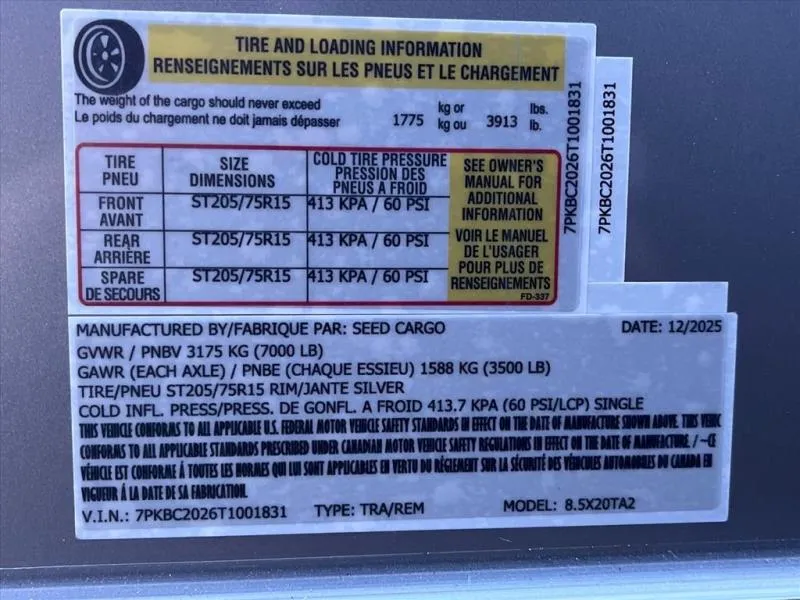 TIRE AND LOADING INFORMATION
RENSEIGNEMENTS SUR LES PNEUS ET LE CHARGEMENT
The weight of the cargo should never exceed
Le poids du chargement ne doit jamais dépasser
1775 kg or kg ou 3913 lbs. lb.
TIRE PNEU
SIZE DIMENSIONS
COLD TIRE PRESSURE PRESSION DES PNEUS A FROID
FRONT AVANT ST205/75R15 413 KPA / 60 PSI
REAR ARRIÈRE ST205/75R15 413 KPA / 60 PSI
SPARE DE SECOURS ST205/75R15 413 KPA / 60 PSI
SEE OWNER'S
MANUAL FOR
ADDITIONAL
INFORMATION
VOIR LE MANUEL
DE L'USAGER
POUR PLUS DE
RENSEIGNEMENTS
FD-337
7PKBC2026T1001831
7PKBC2026T1001831
MANUFACTURED BY/FABRIQUE PAR: SEED CARGO DATE: 12/2025
GVWR / PNBV 3175 KG (7000 LB)
GAWR (EACH AXLE) / PNBE (CHAQUE ESSIEU) 1588 KG (3500 LB)
TIRE/PNEU ST205/75R15 RIM/JANTE SILVER
COLD INFL. PRESS/PRESS. DE GONFL. A FROID 413.7 KPA (60 PSI/LCP) SINGLE
THIS VEHICLE CONFORMS TO ALL APPLICABLE U.S. FEDERAL MOTOR VEHICLE SAFETY STANDARDS IN EFFECT ON THE DATE OF MANUFACTURE SHOWN ABOVE. THIS VEHIC
CONFORMS TO ALL APPLICABLE STANDARDS PRESCRIBED UNDER CANADIAN MOTOR VEHICLE SAFETY REGULATIONS IN EFFECT ON THE DATE OF MANUFACTURE / ~CE
VÉHICLE EST CONFORME À TOUTES LES NORMES QUI LUI SONT APPLICABLES EN VERTU DU RÈGLEMENT SUR LA SÉCURITÉ DES VÉHICULES AUTOMOBILES DU CANADA EN
VIGUEUR À LA DATE DE SA FABRICATION.
V.I.N.: 7PKBC2026T1001831 TYPE: TRA/REM MODEL: 8.5X20TA2